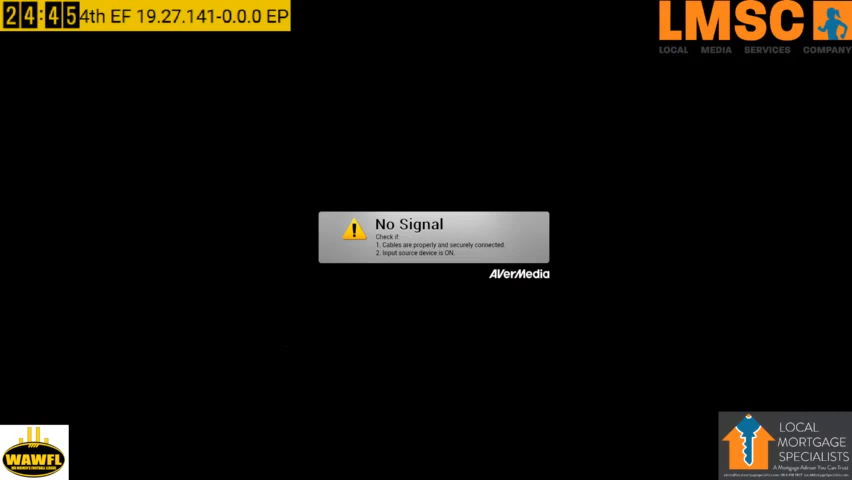 24:45 4th EF 19.27.141-0.0.0 EP
LMSC
LOCAL MEDIA SERVICES COMPANY
No Signal
Check if:
1. Cables are properly and securely connected.
2. Input source device is ON.
AVerMedia
WAWFL
LOCAL
MORTGAGE
SPECIALISTS
A Mortgage Adviser You Can Trust